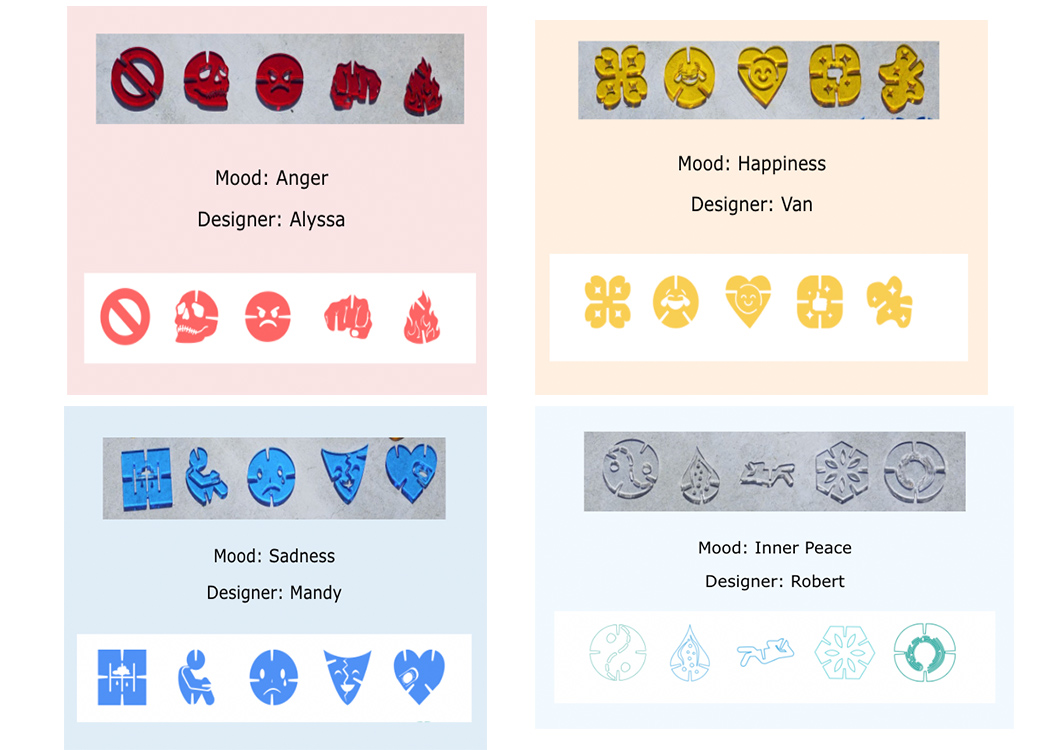 Mood: Anger
Designer: Alyssa
Mood: Happiness
Designer: Van
Mood: Sadness
Designer: Mandy
Mood: Inner Peace
Designer: Robert